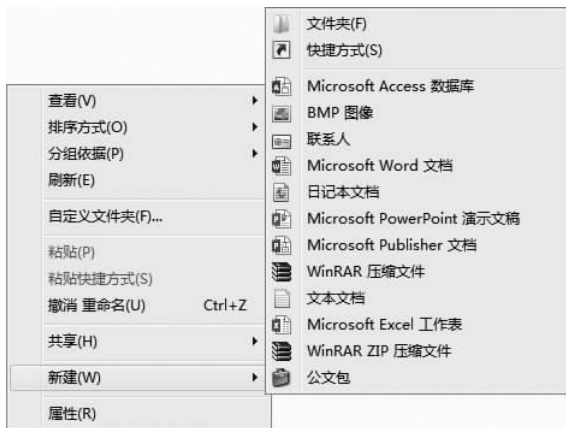 查看(V)
排序方式(O)
分组依据(P)
刷新(E)
自定义文件夹(F)...
粘贴(P)
粘贴快捷方式(S)
撤消 重命名(U) Ctrl+Z
共享(H)
新建(W)
属性(R)
文件夹(F)
快捷方式(S)
Microsoft Access 数据库
BMP 图像
联系人
Microsoft Word 文档
日记本文档
Microsoft PowerPoint 演示文稿
Microsoft Publisher 文档
WinRAR 压缩文件
文本文档
Microsoft Excel 工作表
WinRAR ZIP 压缩文件
公文包